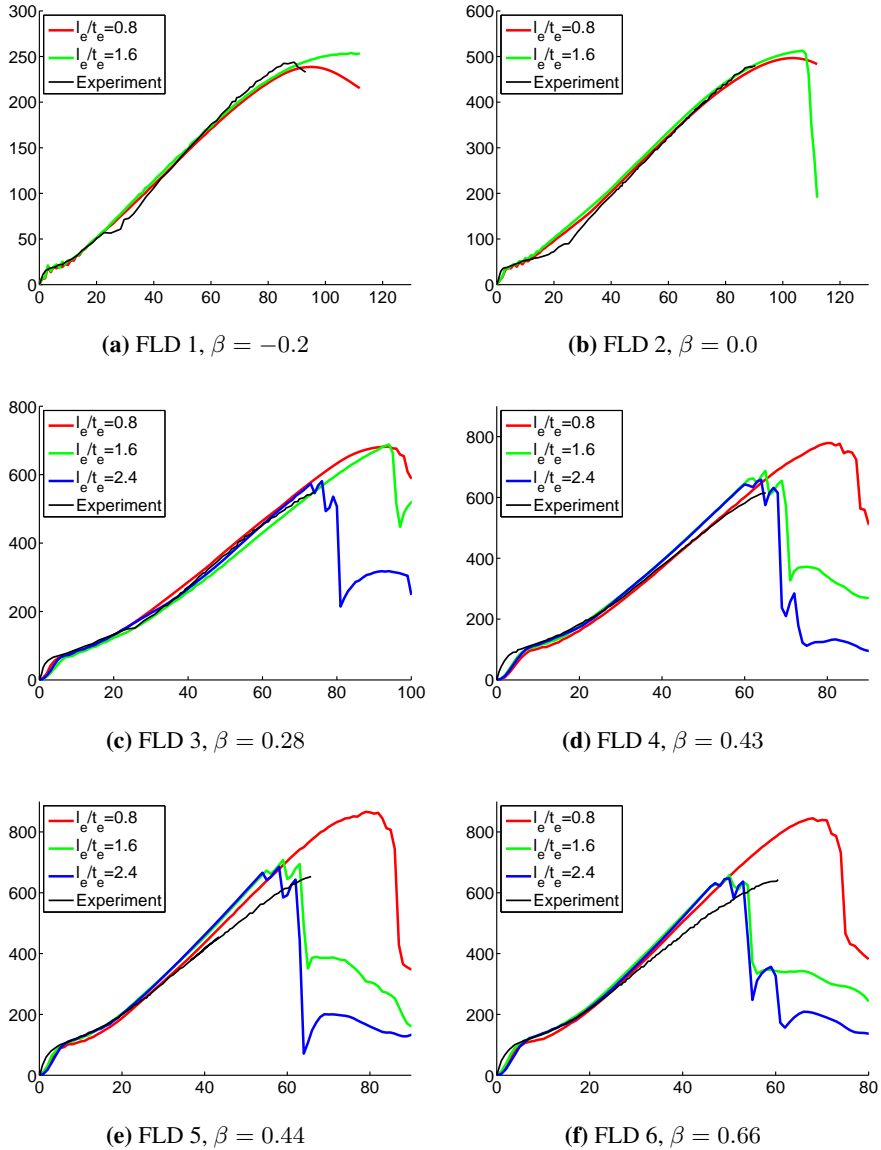 300
250
200
150
100
50
0
l_e/t_e=0.8
l_e/t_e=1.6
Experiment
0 20 40 60 80 100 120
(a) FLD 1, β = −0.2
600
500
400
300
200
100
0
l_e/t_e=0.8
l_e/t_e=1.6
Experiment
0 20 40 60 80 100 120
(b) FLD 2, β = 0.0
800
600
400
200
0
l_e/t_e=0.8
l_e/t_e=1.6
l_e/t_e=2.4
Experiment
0 20 40 60 80 100
(c) FLD 3, β = 0.28
800
600
400
200
0
l_e/t_e=0.8
l_e/t_e=1.6
l_e/t_e=2.4
Experiment
0 20 40 60 80
(d) FLD 4, β = 0.43
800
600
400
200
0
l_e/t_e=0.8
l_e/t_e=1.6
l_e/t_e=2.4
Experiment
0 20 40 60 80
(e) FLD 5, β = 0.44
800
600
400
200
0
l_e/t_e=0.8
l_e/t_e=1.6
l_e/t_e=2.4
Experiment
0 20 40 60 80
(f) FLD 6, β = 0.66